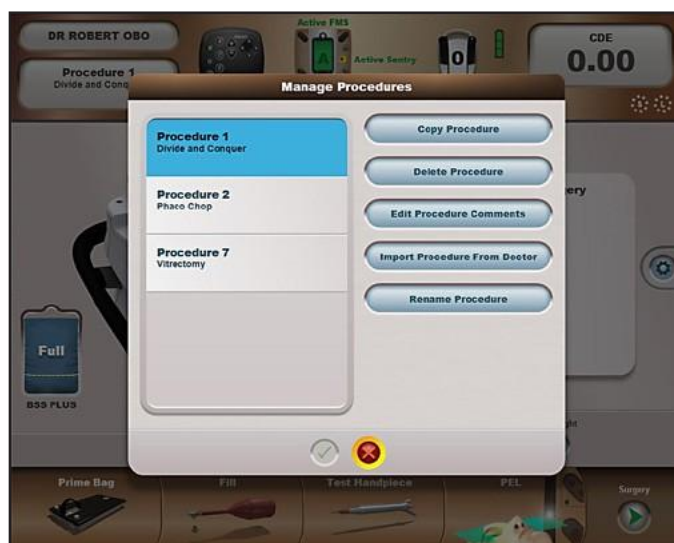 DR ROBERT OBO
Active FMS
A
Active Sentry
0
CDE
0.00
Procedure 1
Divide and Conq
Manage Procedures
Procedure 1
Divide and Conquer
Procedure 2
Phaco Chop
Procedure 7
Vitrectomy
Copy Procedure
Delete Procedure
Edit Procedure Comments
Import Procedure From Doctor
Rename Procedure
ery
Full
BSS PLUS
ght
Prime Bag
Fill
Test Handpiece
PEL
Surgery